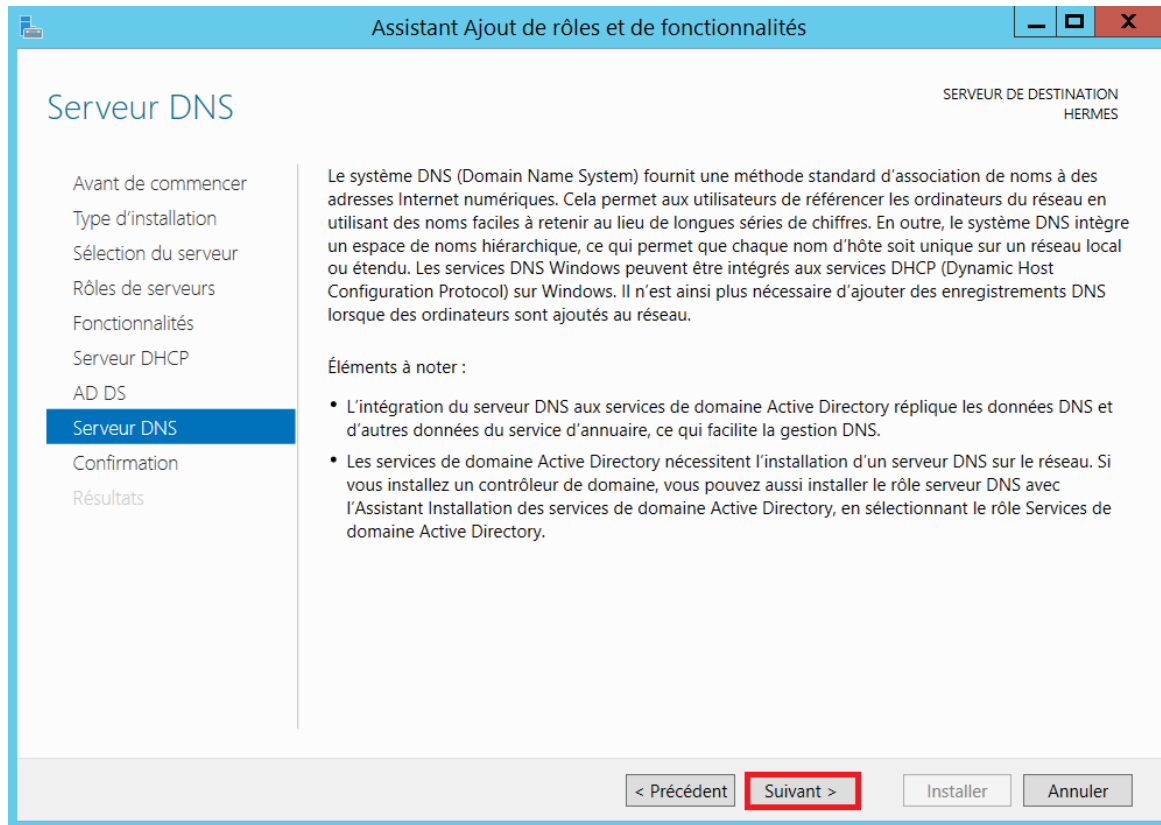 Assistant Ajout de rôles et de fonctionnalités
X
Serveur DNS
SERVEUR DE DESTINATION
HERMES
Avant de commencer
Type d'installation
Sélection du serveur
Rôles de serveurs
Fonctionnalités
Serveur DHCP
AD DS
Serveur DNS
Confirmation
Résultats
Le système DNS (Domain Name System) fournit une méthode standard d'association de noms à des
adresses Internet numériques. Cela permet aux utilisateurs de référencer les ordinateurs du réseau en
utilisant des noms faciles à retenir au lieu de longues séries de chiffres. En outre, le système DNS intègre
un espace de noms hiérarchique, ce qui permet que chaque nom d'hôte soit unique sur un réseau local
ou étendu. Les services DNS Windows peuvent être intégrés aux services DHCP (Dynamic Host
Configuration Protocol) sur Windows. Il n'est ainsi plus nécessaire d'ajouter des enregistrements DNS
lorsque des ordinateurs sont ajoutés au réseau.
Éléments à noter :
• L'intégration du serveur DNS aux services de domaine Active Directory réplique les données DNS et
d'autres données du service d'annuaire, ce qui facilite la gestion DNS.
• Les services de domaine Active Directory nécessitent l'installation d'un serveur DNS sur le réseau. Si
vous installez un contrôleur de domaine, vous pouvez aussi installer le rôle serveur DNS avec
l'Assistant Installation des services de domaine Active Directory, en sélectionnant le rôle Services de
domaine Active Directory.
< Précédent
Suivant >
Installer
Annuler